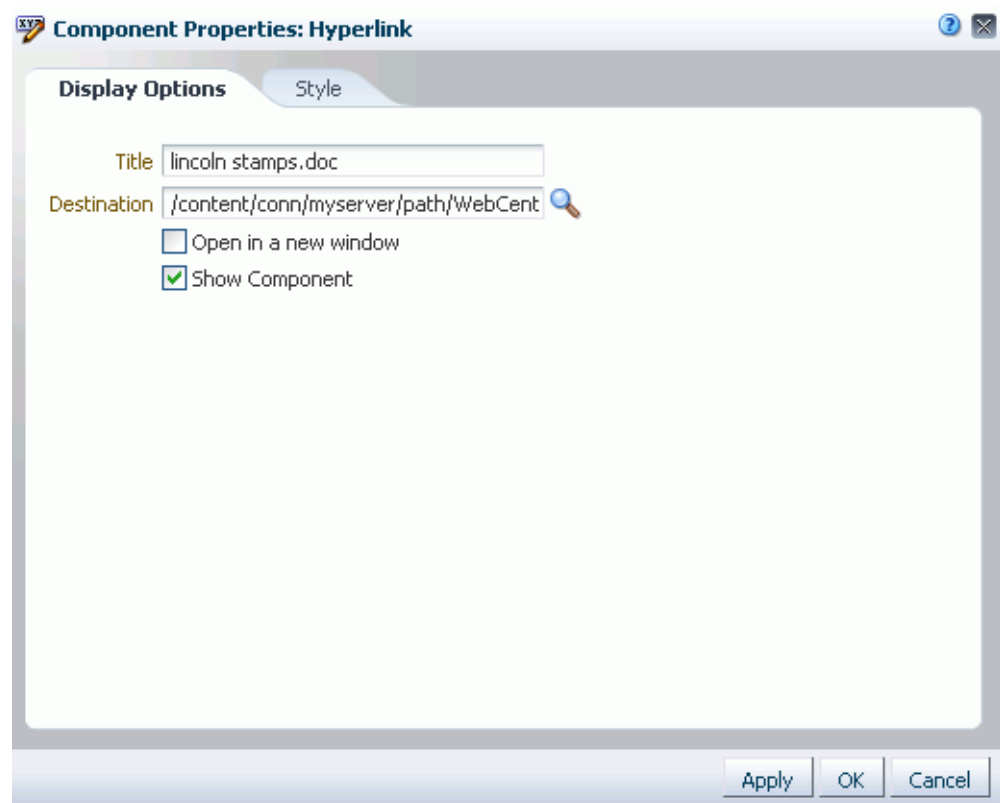 Component Properties: Hyperlink
Display Options Style
Title lincoln stamps.doc
Destination /content/conn/myserver/path/WebCent
Open in a new window
Show Component
Apply OK Cancel